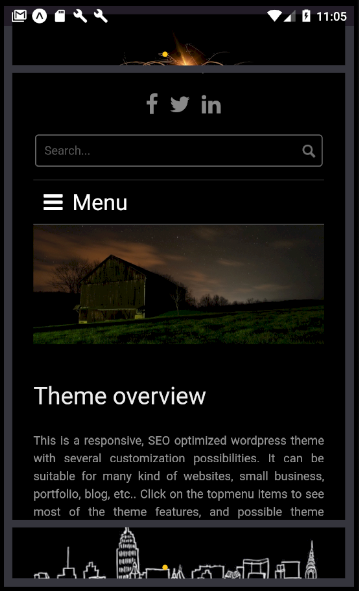 11:05
Search...
Menu
Theme overview
This is a responsive, SEO optimized wordpress theme
with several customization possibilities. It can be
suitable for many kind of websites, small business,
portfolio, blog, etc.. Click on the topmenu items to see
most of the theme features, and possible theme